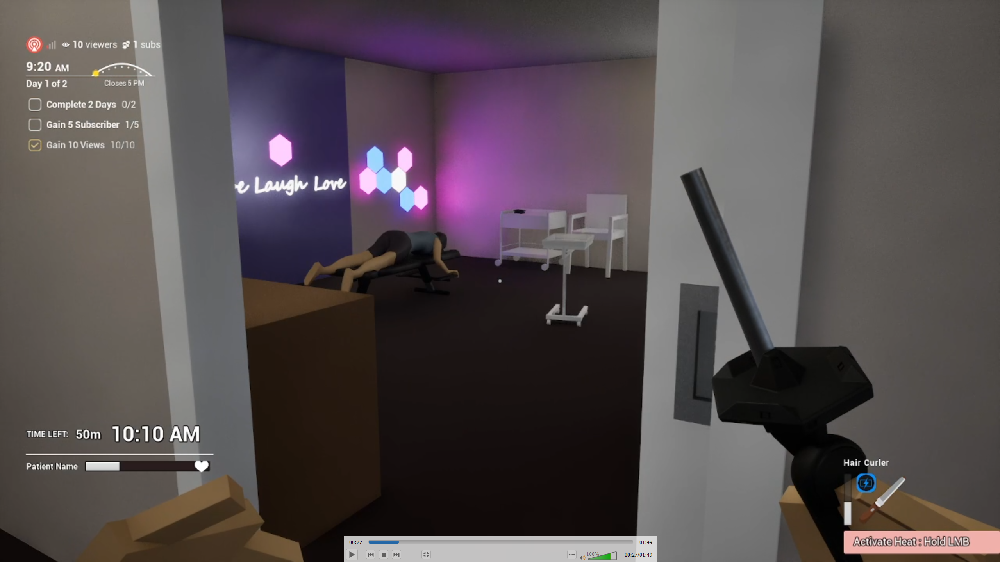 10 viewers 1 subs
9:20 AM
Day 1 of 2
Closes 5 PM
Complete 2 Days 0/2
Gain 5 Subscriber 1/5
Gain 10 Views 10/10
e Laugh Love
TIME LEFT: 50m 10:10 AM
Patient Name
Hair Curler
Activate Heat : Hold LMB
00:27
01:49
100%
00:27/01:49